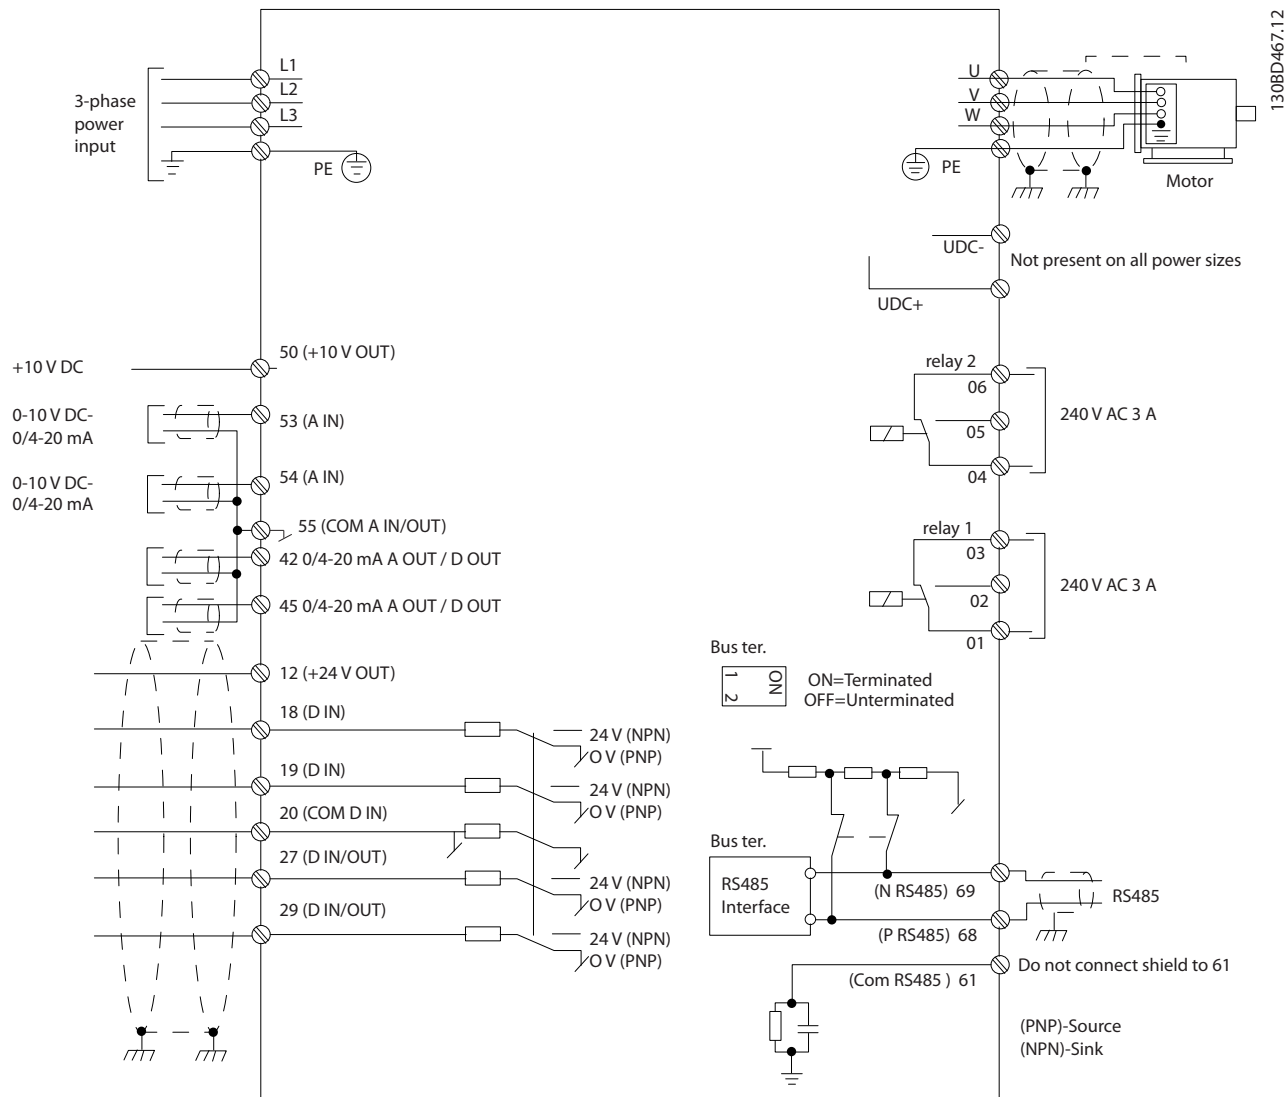 130BD467.12
3-phase
power
input
L1
L2
L3
PE
U
V
W
PE
Motor
UDC-
Not present on all power sizes
UDC+
+10 V DC
50 (+10 V OUT)
0-10 V DC-
0/4-20 mA
53 (A IN)
0-10 V DC-
0/4-20 mA
54 (A IN)
55 (COM A IN/OUT)
42 0/4-20 mA A OUT / D OUT
45 0/4-20 mA A OUT / D OUT
12 (+24 V OUT)
18 (D IN)
24 V (NPN)
O V (PNP)
19 (D IN)
24 V (NPN)
O V (PNP)
20 (COM D IN)
27 (D IN/OUT)
24 V (NPN)
O V (PNP)
29 (D IN/OUT)
24 V (NPN)
O V (PNP)
relay 2
06
05
04
240 V AC 3 A
relay 1
03
02
01
240 V AC 3 A
Bus ter.
1
2
ON
ON=Terminated
OFF=Unterminated
Bus ter.
RS485
Interface
(N RS485) 69
RS485
(P RS485) 68
(Com RS485 ) 61
Do not connect shield to 61
(PNP)-Source
(NPN)-Sink